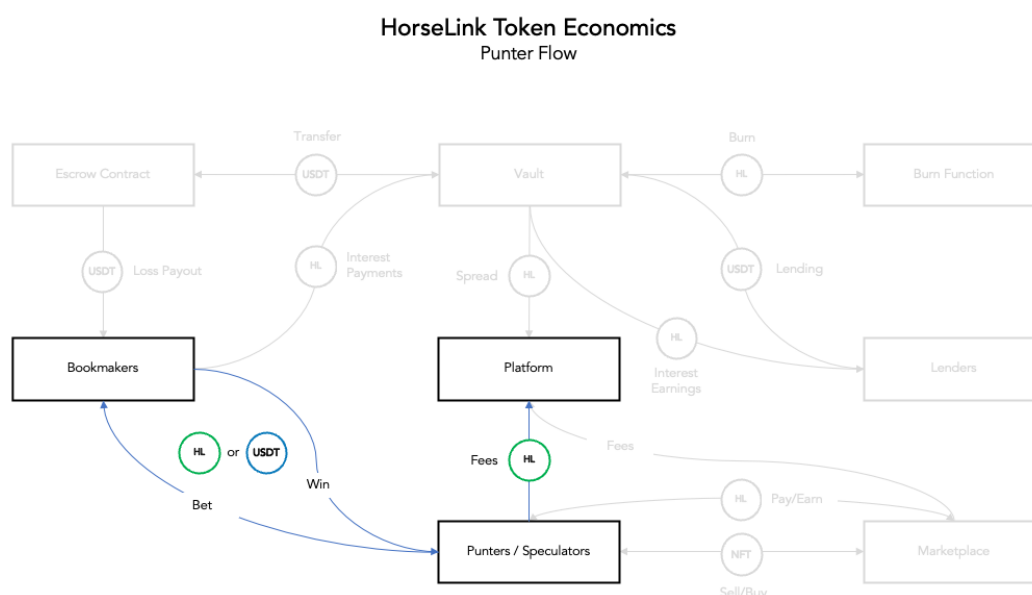 HorseLink Token Economics
Punter Flow
Transfer
Burn
Escrow Contract
USDT
Vault
HL
Burn Function
USDT
Loss Payout
HL
Interest
Payments
Spread
HL
USDT
Lending
Bookmakers
Platform
HL
Interest
Earnings
Lenders
HL
or
USDT
Fees
HL
Fees
Win
Bet
HL
Pay/Earn
Punters / Speculators
NFT
Marketplace
Sell/Buy